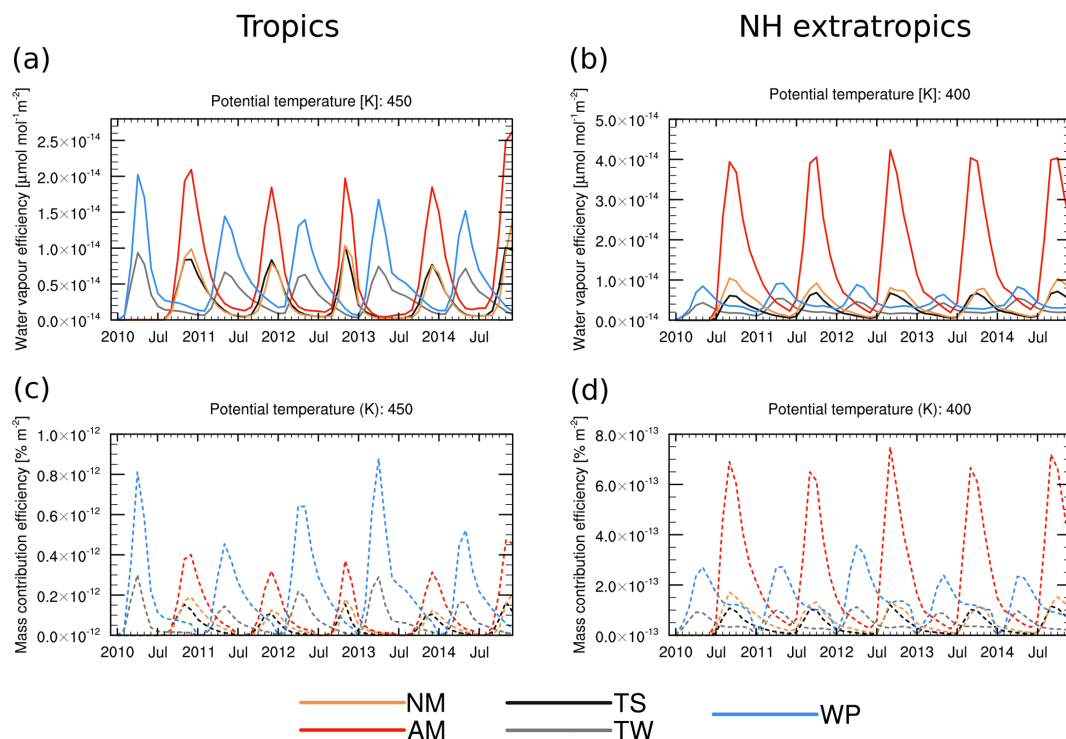 Tropics
NH extratropics
(a)
(b)
Potential temperature [K]: 450
Potential temperature [K]: 400
Water vapour efficiency [µmol mol⁻¹m⁻²]
2.5×10⁻¹⁴
2.0×10⁻¹⁴
1.5×10⁻¹⁴
1.0×10⁻¹⁴
0.5×10⁻¹⁴
0.0×10⁻¹⁴
2010 Jul 2011 Jul 2012 Jul 2013 Jul 2014 Jul
Water vapour efficiency [µmol mol⁻¹m⁻²]
5.0×10⁻¹⁴
4.0×10⁻¹⁴
3.0×10⁻¹⁴
2.0×10⁻¹⁴
1.0×10⁻¹⁴
0.0×10⁻¹⁴
2010 Jul 2011 Jul 2012 Jul 2013 Jul 2014 Jul
(c)
(d)
Potential temperature (K): 450
Potential temperature (K): 400
Mass contribution efficiency [% m⁻²]
1.0×10⁻¹²
0.8×10⁻¹²
0.6×10⁻¹²
0.4×10⁻¹²
0.2×10⁻¹²
0.0×10⁻¹²
2010 Jul 2011 Jul 2012 Jul 2013 Jul 2014 Jul
Mass contribution efficiency [% m⁻²]
8.0×10⁻¹³
6.0×10⁻¹³
4.0×10⁻¹³
2.0×10⁻¹³
0.0×10⁻¹³
2010 Jul 2011 Jul 2012 Jul 2013 Jul 2014 Jul
NM
TS
WP
AM
TW